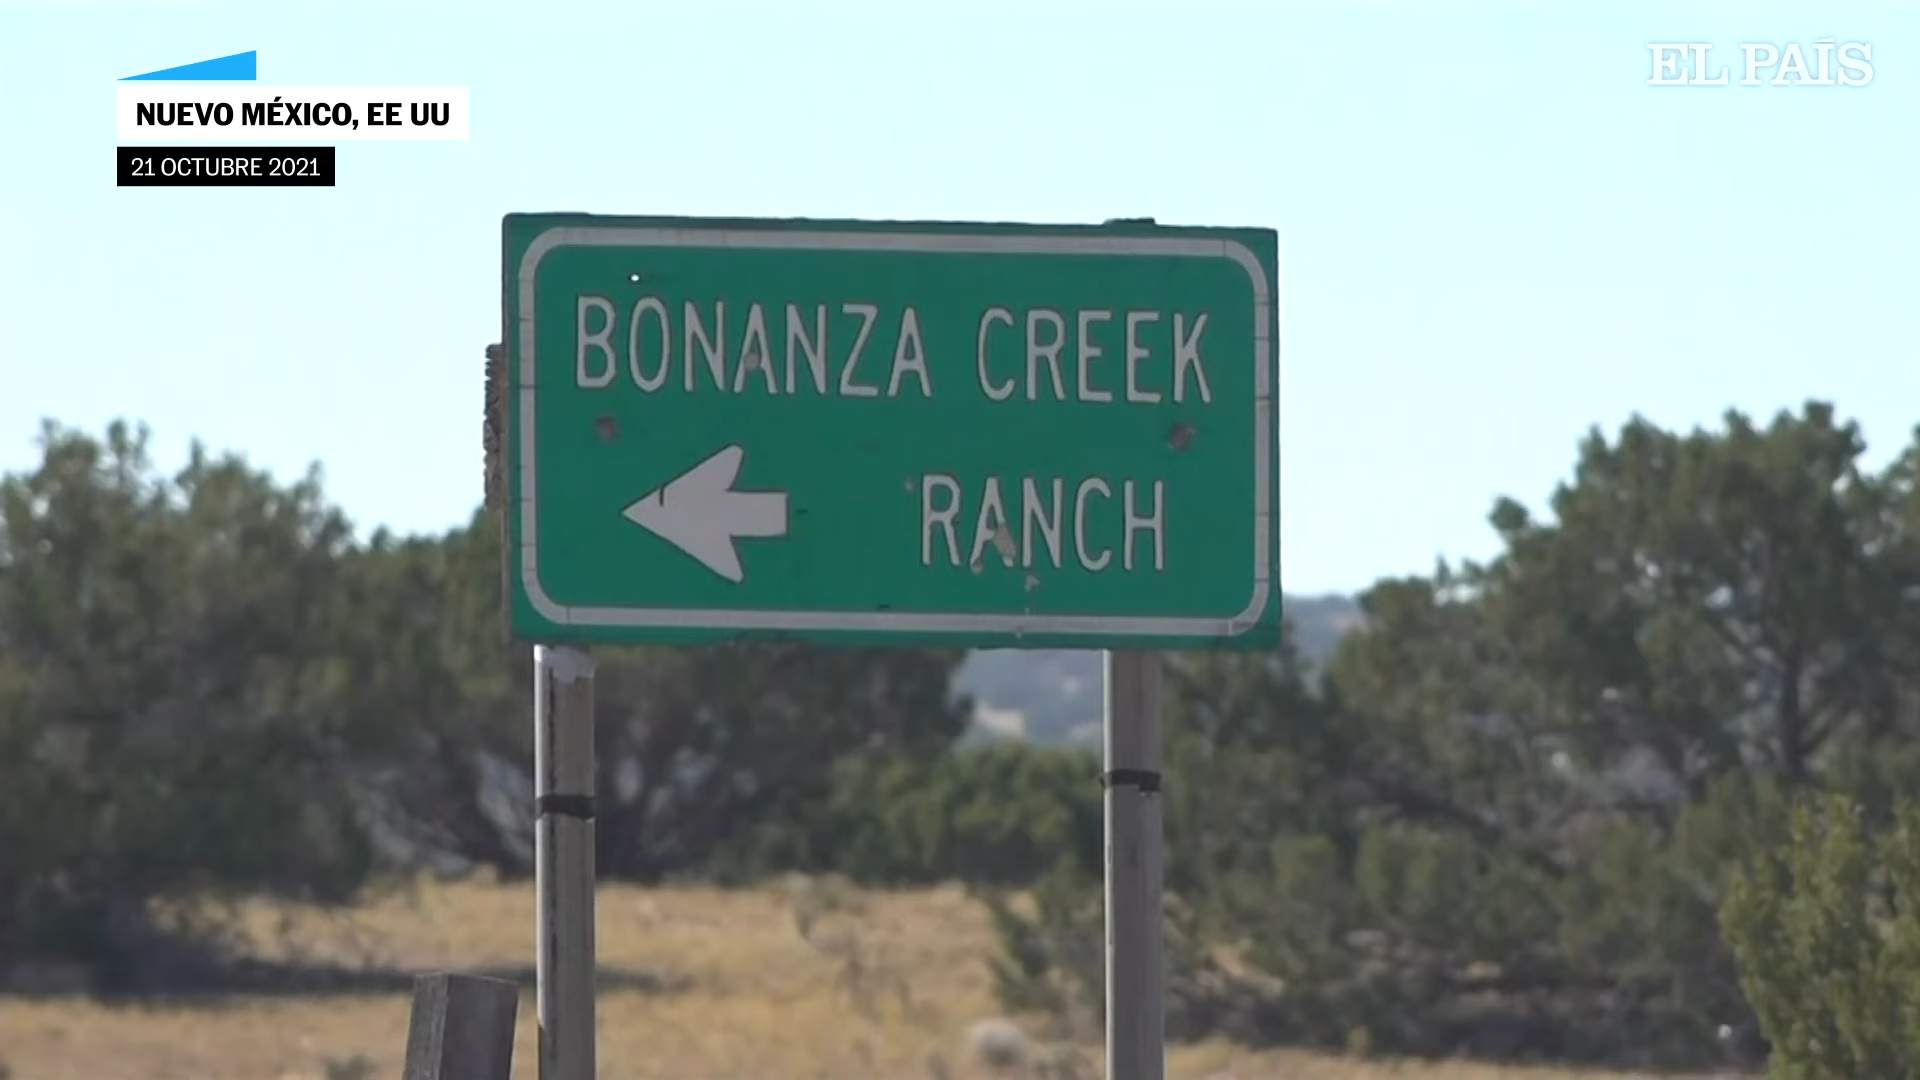 EL PAÍS
NUEVO MÉXICO, EE UU
21 OCTUBRE 2021
BONANZA CREEK
RANCH